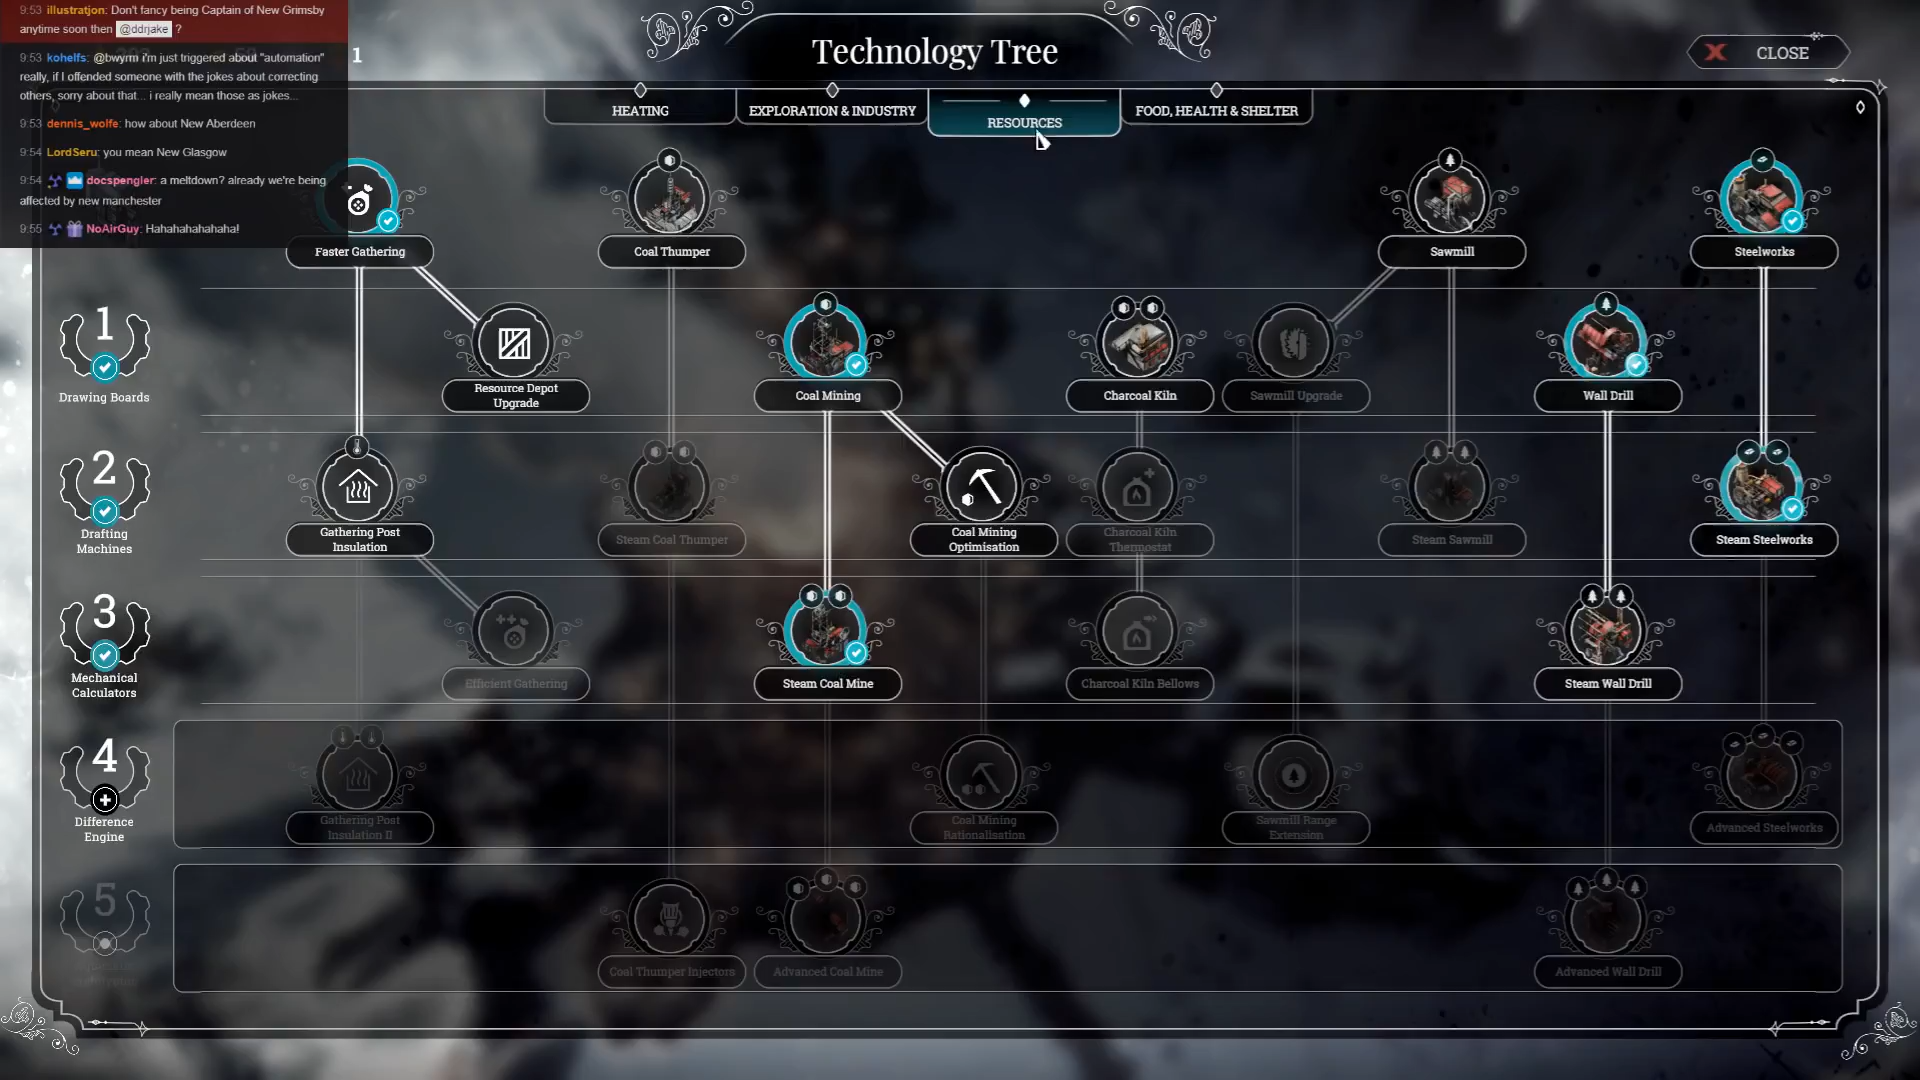 9:53 illustratjon: Don't fancy being Captain of New Grimsby
anytime soon then @ddrjake ?
9:53 kohelfs: @bwyrm i'm just triggered about "automation"
really, if I offended someone with the jokes about correcting
others, sorry about that... i really mean those as jokes...
9:53 dennis_wolfe: how about New Aberdeen
9:54 LordSeru: you mean New Glasgow
9:54 docspengler: a meltdown? already we're being
affected by new manchester
9:55 NoAirGuy: Hahahahahahaha!
1
Technology Tree
CLOSE
HEATING
EXPLORATION & INDUSTRY
RESOURCES
FOOD, HEALTH & SHELTER
Faster Gathering
Coal Thumper
Sawmill
Steelworks
1
Drawing Boards
Resource Depot
Upgrade
Coal Mining
Charcoal Kiln
Sawmill Upgrade
Wall Drill
2
Drafting
Machines
Gathering Post
Insulation
Steam Coal Thumper
Coal Mining
Optimisation
Charcoal Kiln
Thermostat
Steam Sawmill
Steam Steelworks
3
Mechanical
Calculators
Efficient Gathering
Steam Coal Mine
Charcoal Kiln Bellows
Steam Wall Drill
4
Difference
Engine
Gathering Post
Insulation II
Coal Mining
Rationalisation
Sawmill Range
Extension
Advanced Steelworks
5
Coal Thumper Injectors
Advanced Coal Mine
Advanced Wall Drill